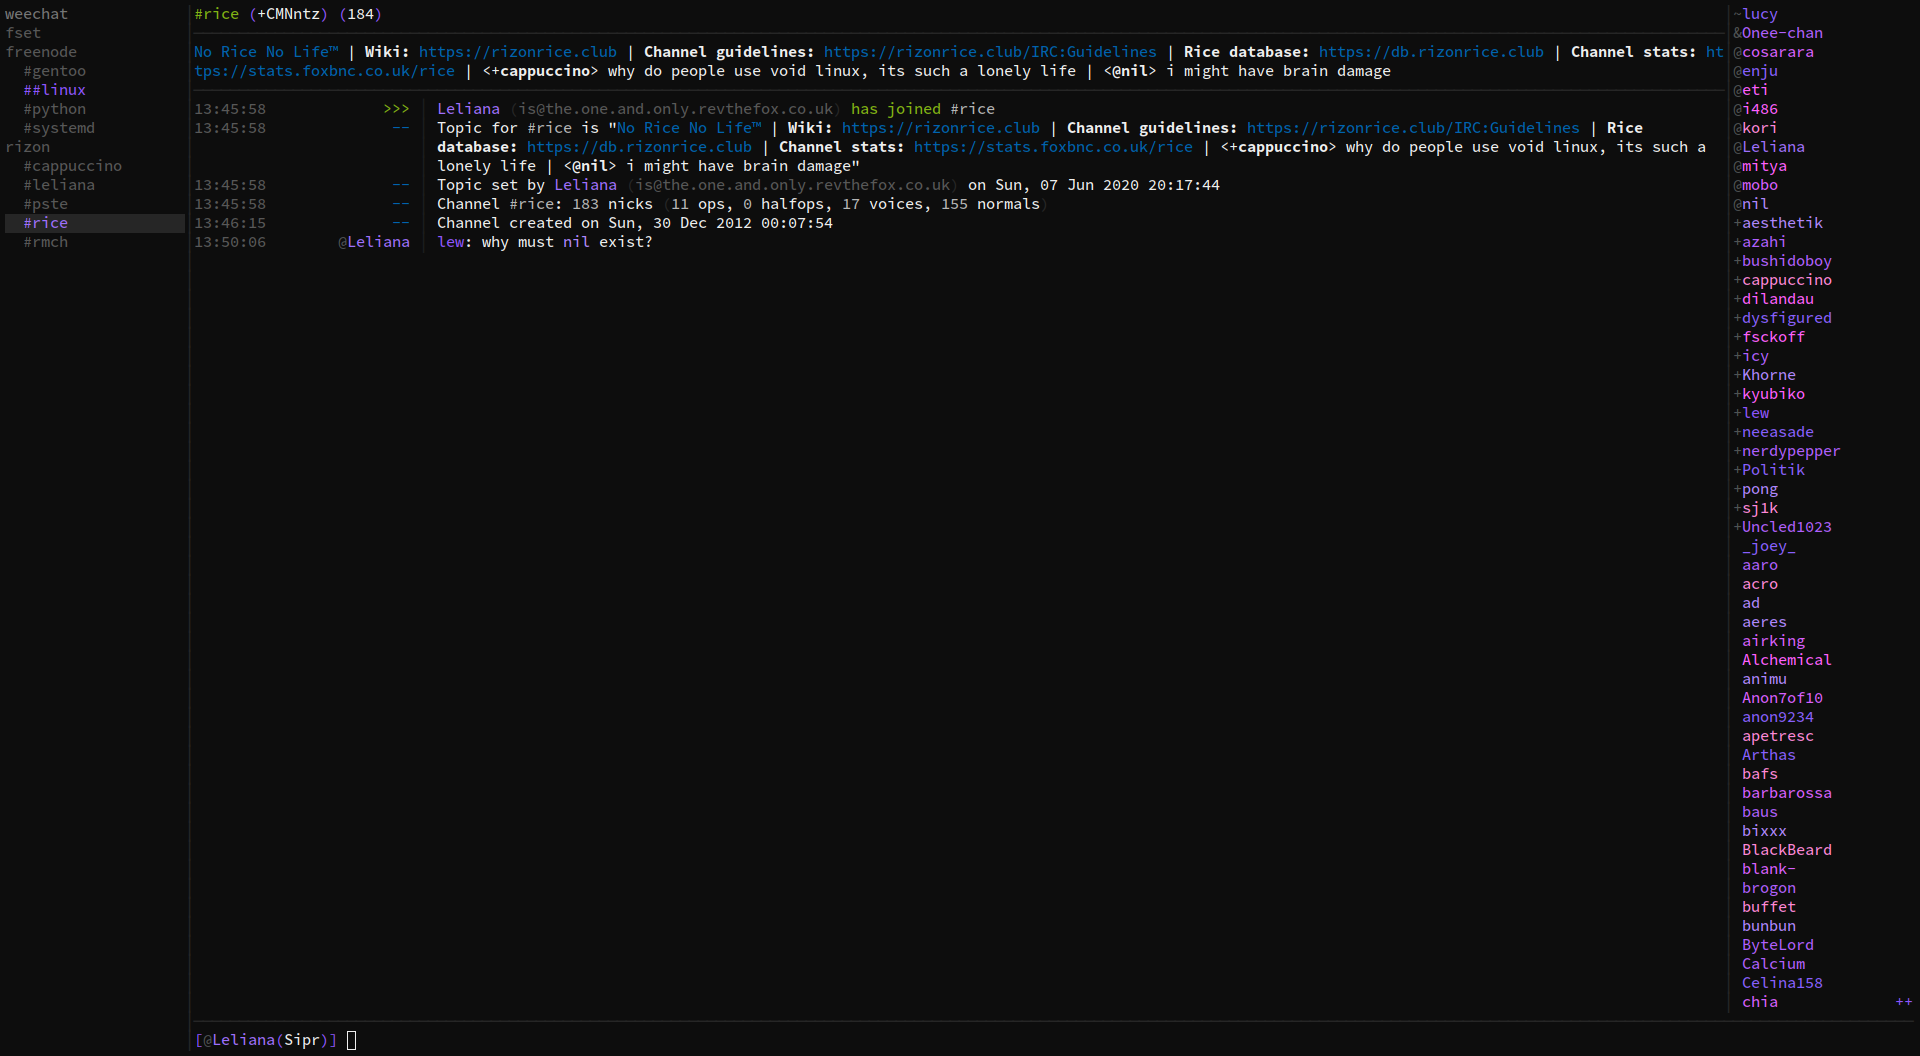 weechat
fset
freenode
#gentoo
##linux
#python
#systemd
rizon
#cappuccino
#leliana
#pste
#rice
#rmch
#rice (+CMNntz) (184)
No Rice No Life™ | Wiki: https://rizonrice.club | Channel guidelines: https://rizonrice.club/IRC:Guidelines | Rice database: https://db.rizonrice.club | Channel stats: ht
tps://stats.foxbnc.co.uk/rice | <+cappuccino> why do people use void linux, its such a lonely life | <@nil> i might have brain damage
13:45:58 >>> Leliana (is@the.one.and.only.revthefox.co.uk) has joined #rice
13:45:58 -- Topic for #rice is "No Rice No Life™ | Wiki: https://rizonrice.club | Channel guidelines: https://rizonrice.club/IRC:Guidelines | Rice
database: https://db.rizonrice.club | Channel stats: https://stats.foxbnc.co.uk/rice | <+cappuccino> why do people use void linux, its such a
lonely life | <@nil> i might have brain damage"
13:45:58 -- Topic set by Leliana (is@the.one.and.only.revthefox.co.uk) on Sun, 07 Jun 2020 20:17:44
13:45:58 -- Channel #rice: 183 nicks (11 ops, 0 halfops, 17 voices, 155 normals)
13:46:15 -- Channel created on Sun, 30 Dec 2012 00:07:54
13:50:06 @Leliana lew: why must nil exist?
[@Leliana(Sipr)]
~lucy
&Onee-chan
@cosarara
@enju
@eti
@i486
@kori
@Leliana
@mitya
@mobo
@nil
+aesthetik
+azahi
+bushidoboy
+cappuccino
+dilandau
+dysfigured
+fsckoff
+icy
+Khorne
+kyubiko
+lew
+neeasade
+nerdypepper
+Politik
+pong
+sj1k
+Uncled1023
_joey_
aaro
acro
ad
aeres
airking
Alchemical
animu
Anon7of10
anon9234
apetresc
Arthas
bafs
barbarossa
baus
bixxx
BlackBeard
blank-
brogon
buffet
bunbun
ByteLord
Calcium
Celina158
chia ++